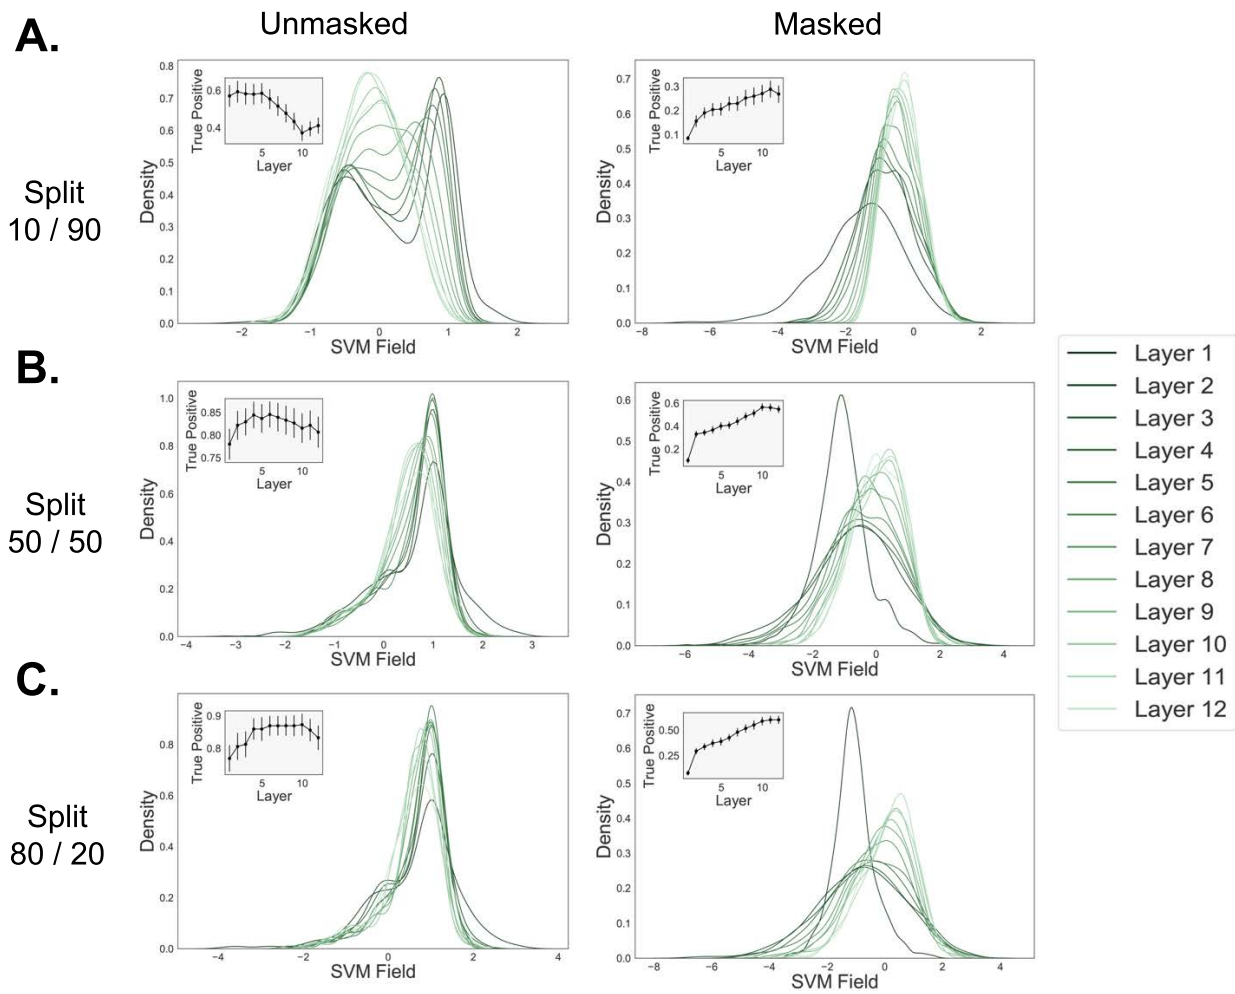 A.
Unmasked
Masked
Split
10 / 90
Density
0.8
0.7
0.6
0.5
0.4
0.3
0.2
0.1
0.0
−2
−1
0
1
2
SVM Field
True Positive
0.6
0.4
5
10
Layer
Density
0.7
0.6
0.5
0.4
0.3
0.2
0.1
0.0
−8
−6
−4
−2
0
2
SVM Field
True Positive
0.3
0.2
0.1
5
10
Layer
B.
Split
50 / 50
Density
1.0
0.8
0.6
0.4
0.2
0.0
−4
−3
−2
−1
0
1
2
3
SVM Field
True Positive
0.85
0.80
0.75
5
10
Layer
Density
0.6
0.5
0.4
0.3
0.2
0.1
0.0
−6
−4
−2
0
2
4
SVM Field
True Positive
0.6
0.4
0.2
5
10
Layer
C.
Split
80 / 20
Density
0.8
0.6
0.4
0.2
0.0
−4
−2
0
2
4
SVM Field
True Positive
0.9
0.8
5
10
Layer
Density
0.7
0.6
0.5
0.4
0.3
0.2
0.1
0.0
−8
−6
−4
−2
0
2
4
SVM Field
True Positive
0.50
0.25
5
10
Layer
Layer 1
Layer 2
Layer 3
Layer 4
Layer 5
Layer 6
Layer 7
Layer 8
Layer 9
Layer 10
Layer 11
Layer 12